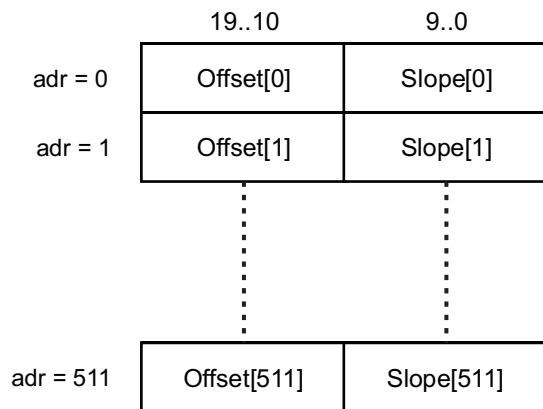 19..10 9..0
adr = 0 Offset[0] Slope[0]
adr = 1 Offset[1] Slope[1]
adr = 511 Offset[511] Slope[511]